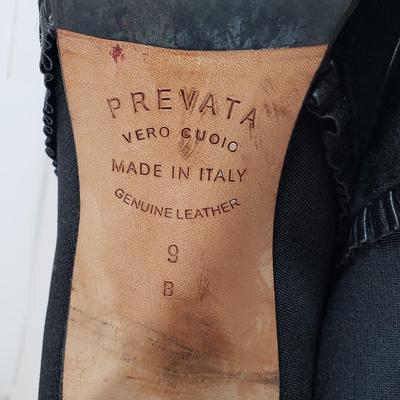 PREVATA
VERO CUOIO
MADE IN ITALY
GENUINE LEATHER
9
B